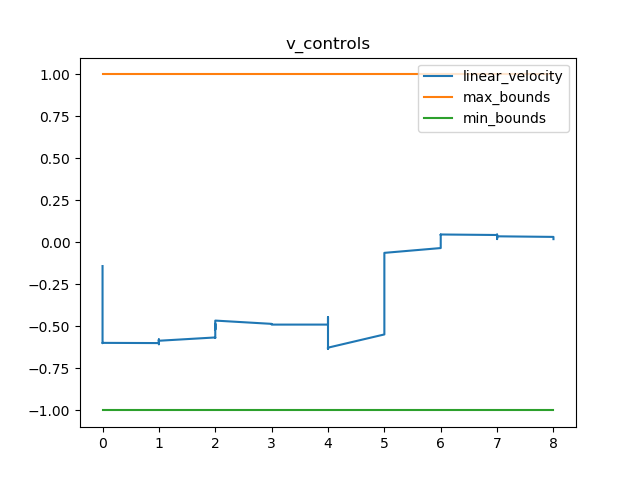 v_controls
linear_velocity
max_bounds
min_bounds
1.00
0.75
0.50
0.25
0.00
−0.25
−0.50
−0.75
−1.00
0 1 2 3 4 5 6 7 8